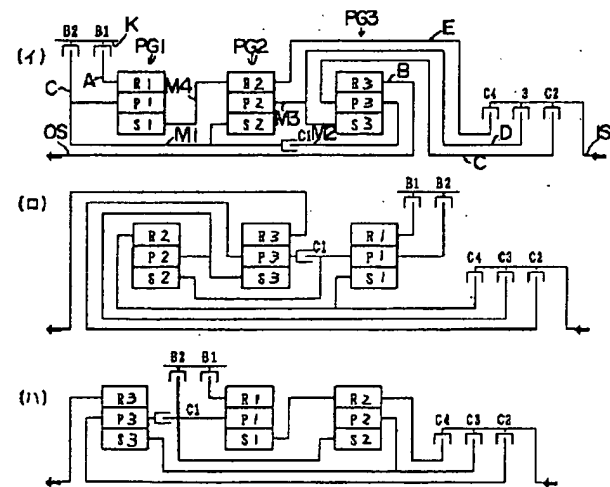 B2 B1 K PG1 PG2 PG3 E
(イ)
C A R1 M4 R2 R3 B
P1 P2 M3 P3 C4 3 C2
S1 S2 C1 M2 S3 D
OS M1 C IS
(ロ)
B1 B2
R2 R3 C1 R1
P2 P3 P1 C4 C3 C2
S2 S3 S1
(ハ)
B2 B1
R3 C1 R1 R2
P3 P1 P2 C4 C3 C2
S3 S1 S2